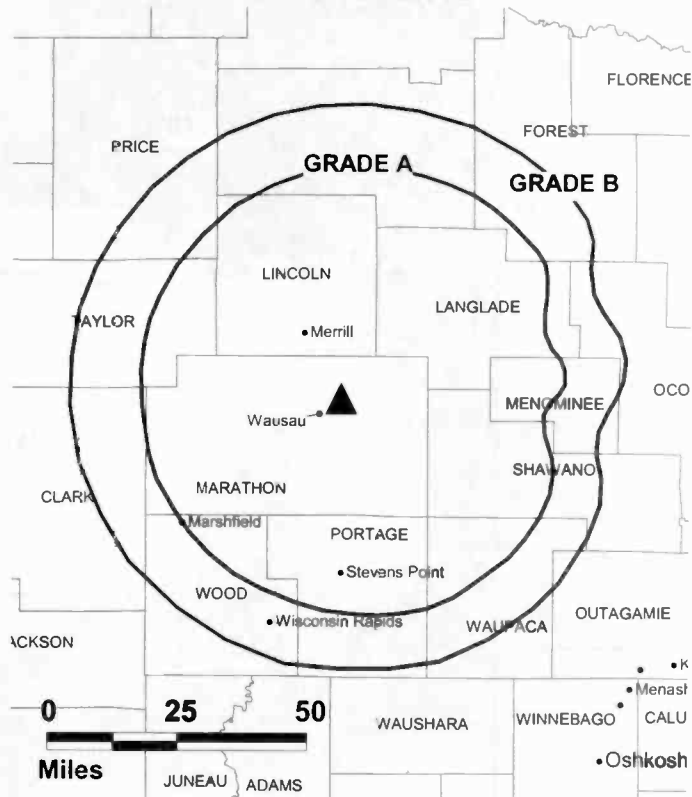 FLORENCE
FOREST
PRICE
GRADE A
GRADE B
LINCOLN
LANGLADE
TAYLOR
Merrill
OCO
MENOMINEE
Wausau
SHAWANO
MARATHON
CLARK
Marshfield
PORTAGE
Stevens Point
WOOD
OUTAGAMIE
Wisconsin Rapids
WAUPACA
ACKSON
K
Menash
0 25 50
WAUSHARA
WINNEBAGO
CALU
Oshkosh
Miles
JUNEAU
ADAMS